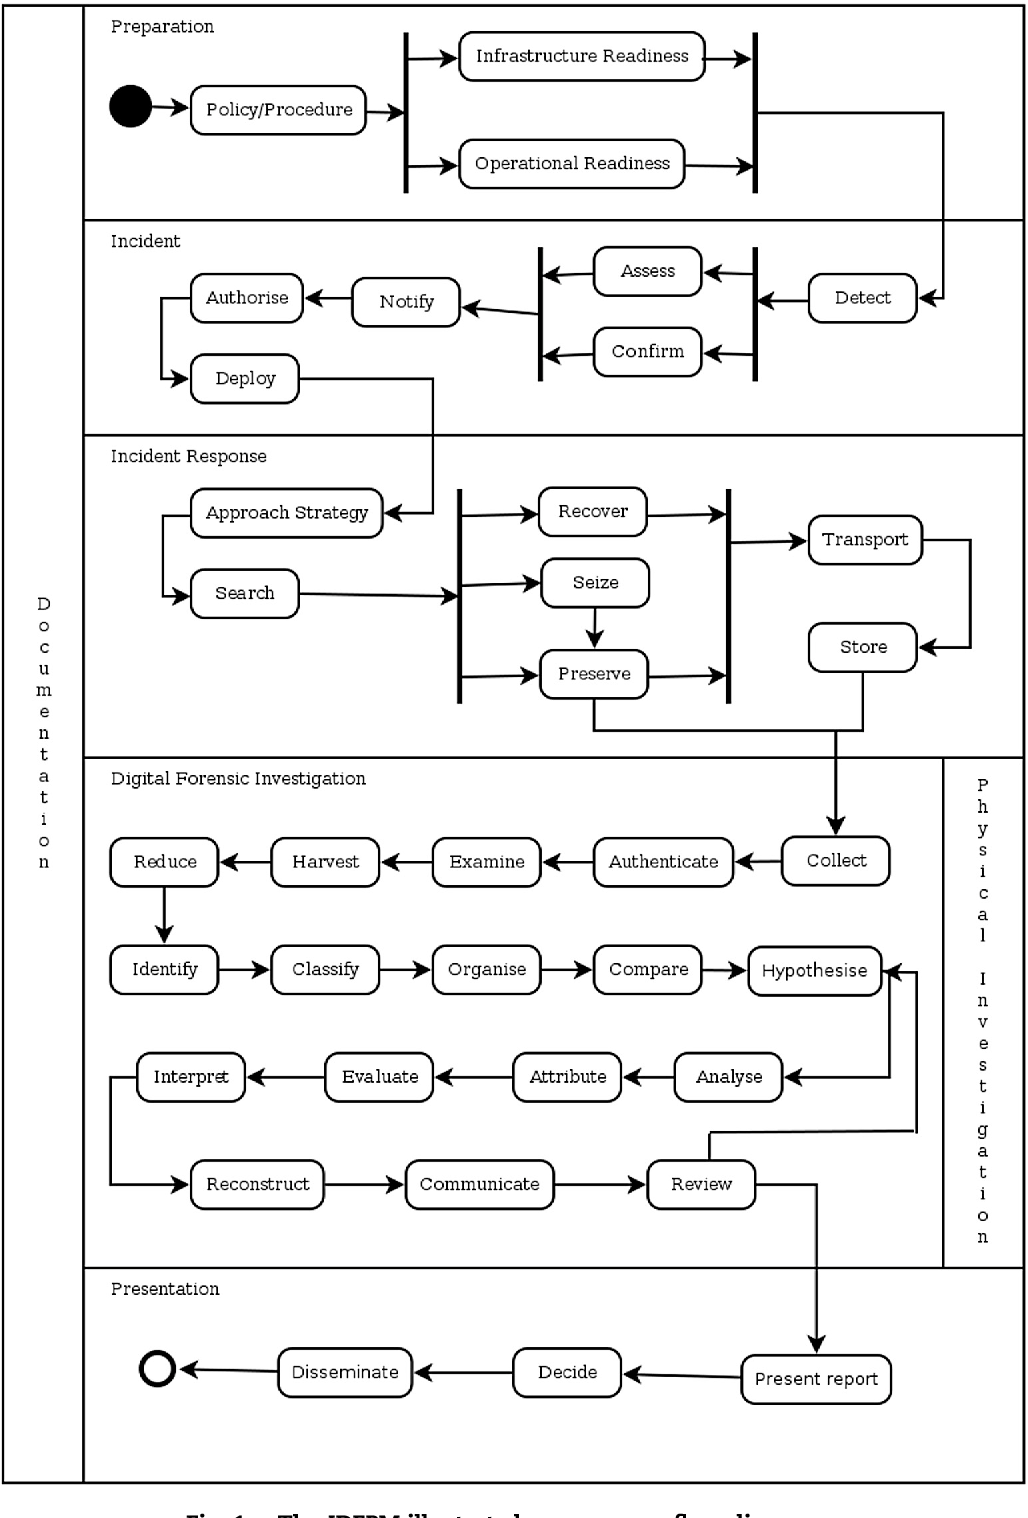 Preparation
Infrastructure Readiness
Policy/Procedure
Operational Readiness
Incident
Assess
Authorise
Notify
Detect
Confirm
Deploy
Incident Response
Approach Strategy
Recover
Transport
Seize
Search
Store
Preserve
Documentation
Digital Forensic Investigation
Physical Investigation
Reduce
Harvest
Examine
Authenticate
Collect
Identify
Classify
Organise
Compare
Hypothesise
Interpret
Evaluate
Attribute
Analyse
Reconstruct
Communicate
Review
Presentation
Disseminate
Decide
Present report